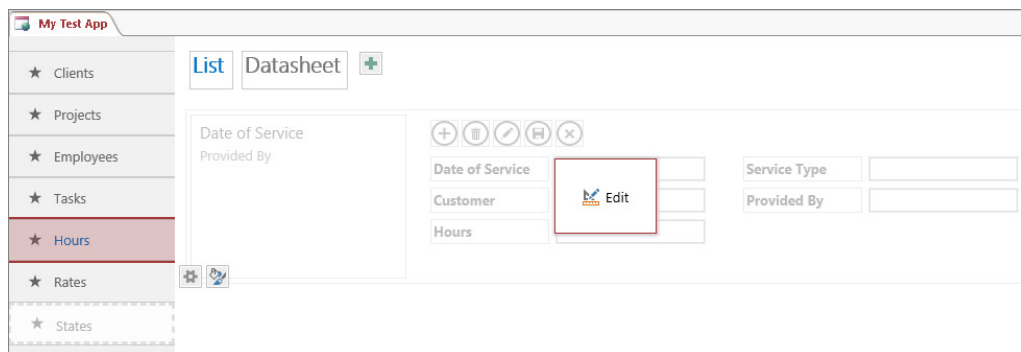 My Test App
Clients
Projects
Employees
Tasks
Hours
Rates
States
List Datasheet
Date of Service
Provided By
Date of Service
Customer
Hours
Edit
Service Type
Provided By